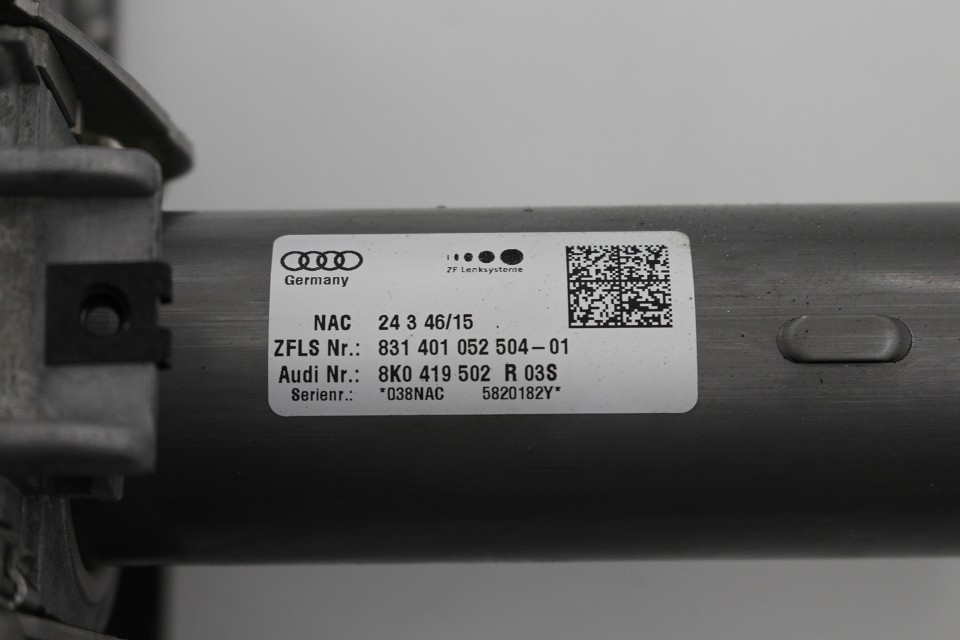 Germany
ZF Lenksysteme
NAC 24 3 46/15
ZFLS Nr.: 831 401 052 504-01
Audi Nr.: 8K0 419 502 R 03S
Serienr.: *038NAC 5820182Y*